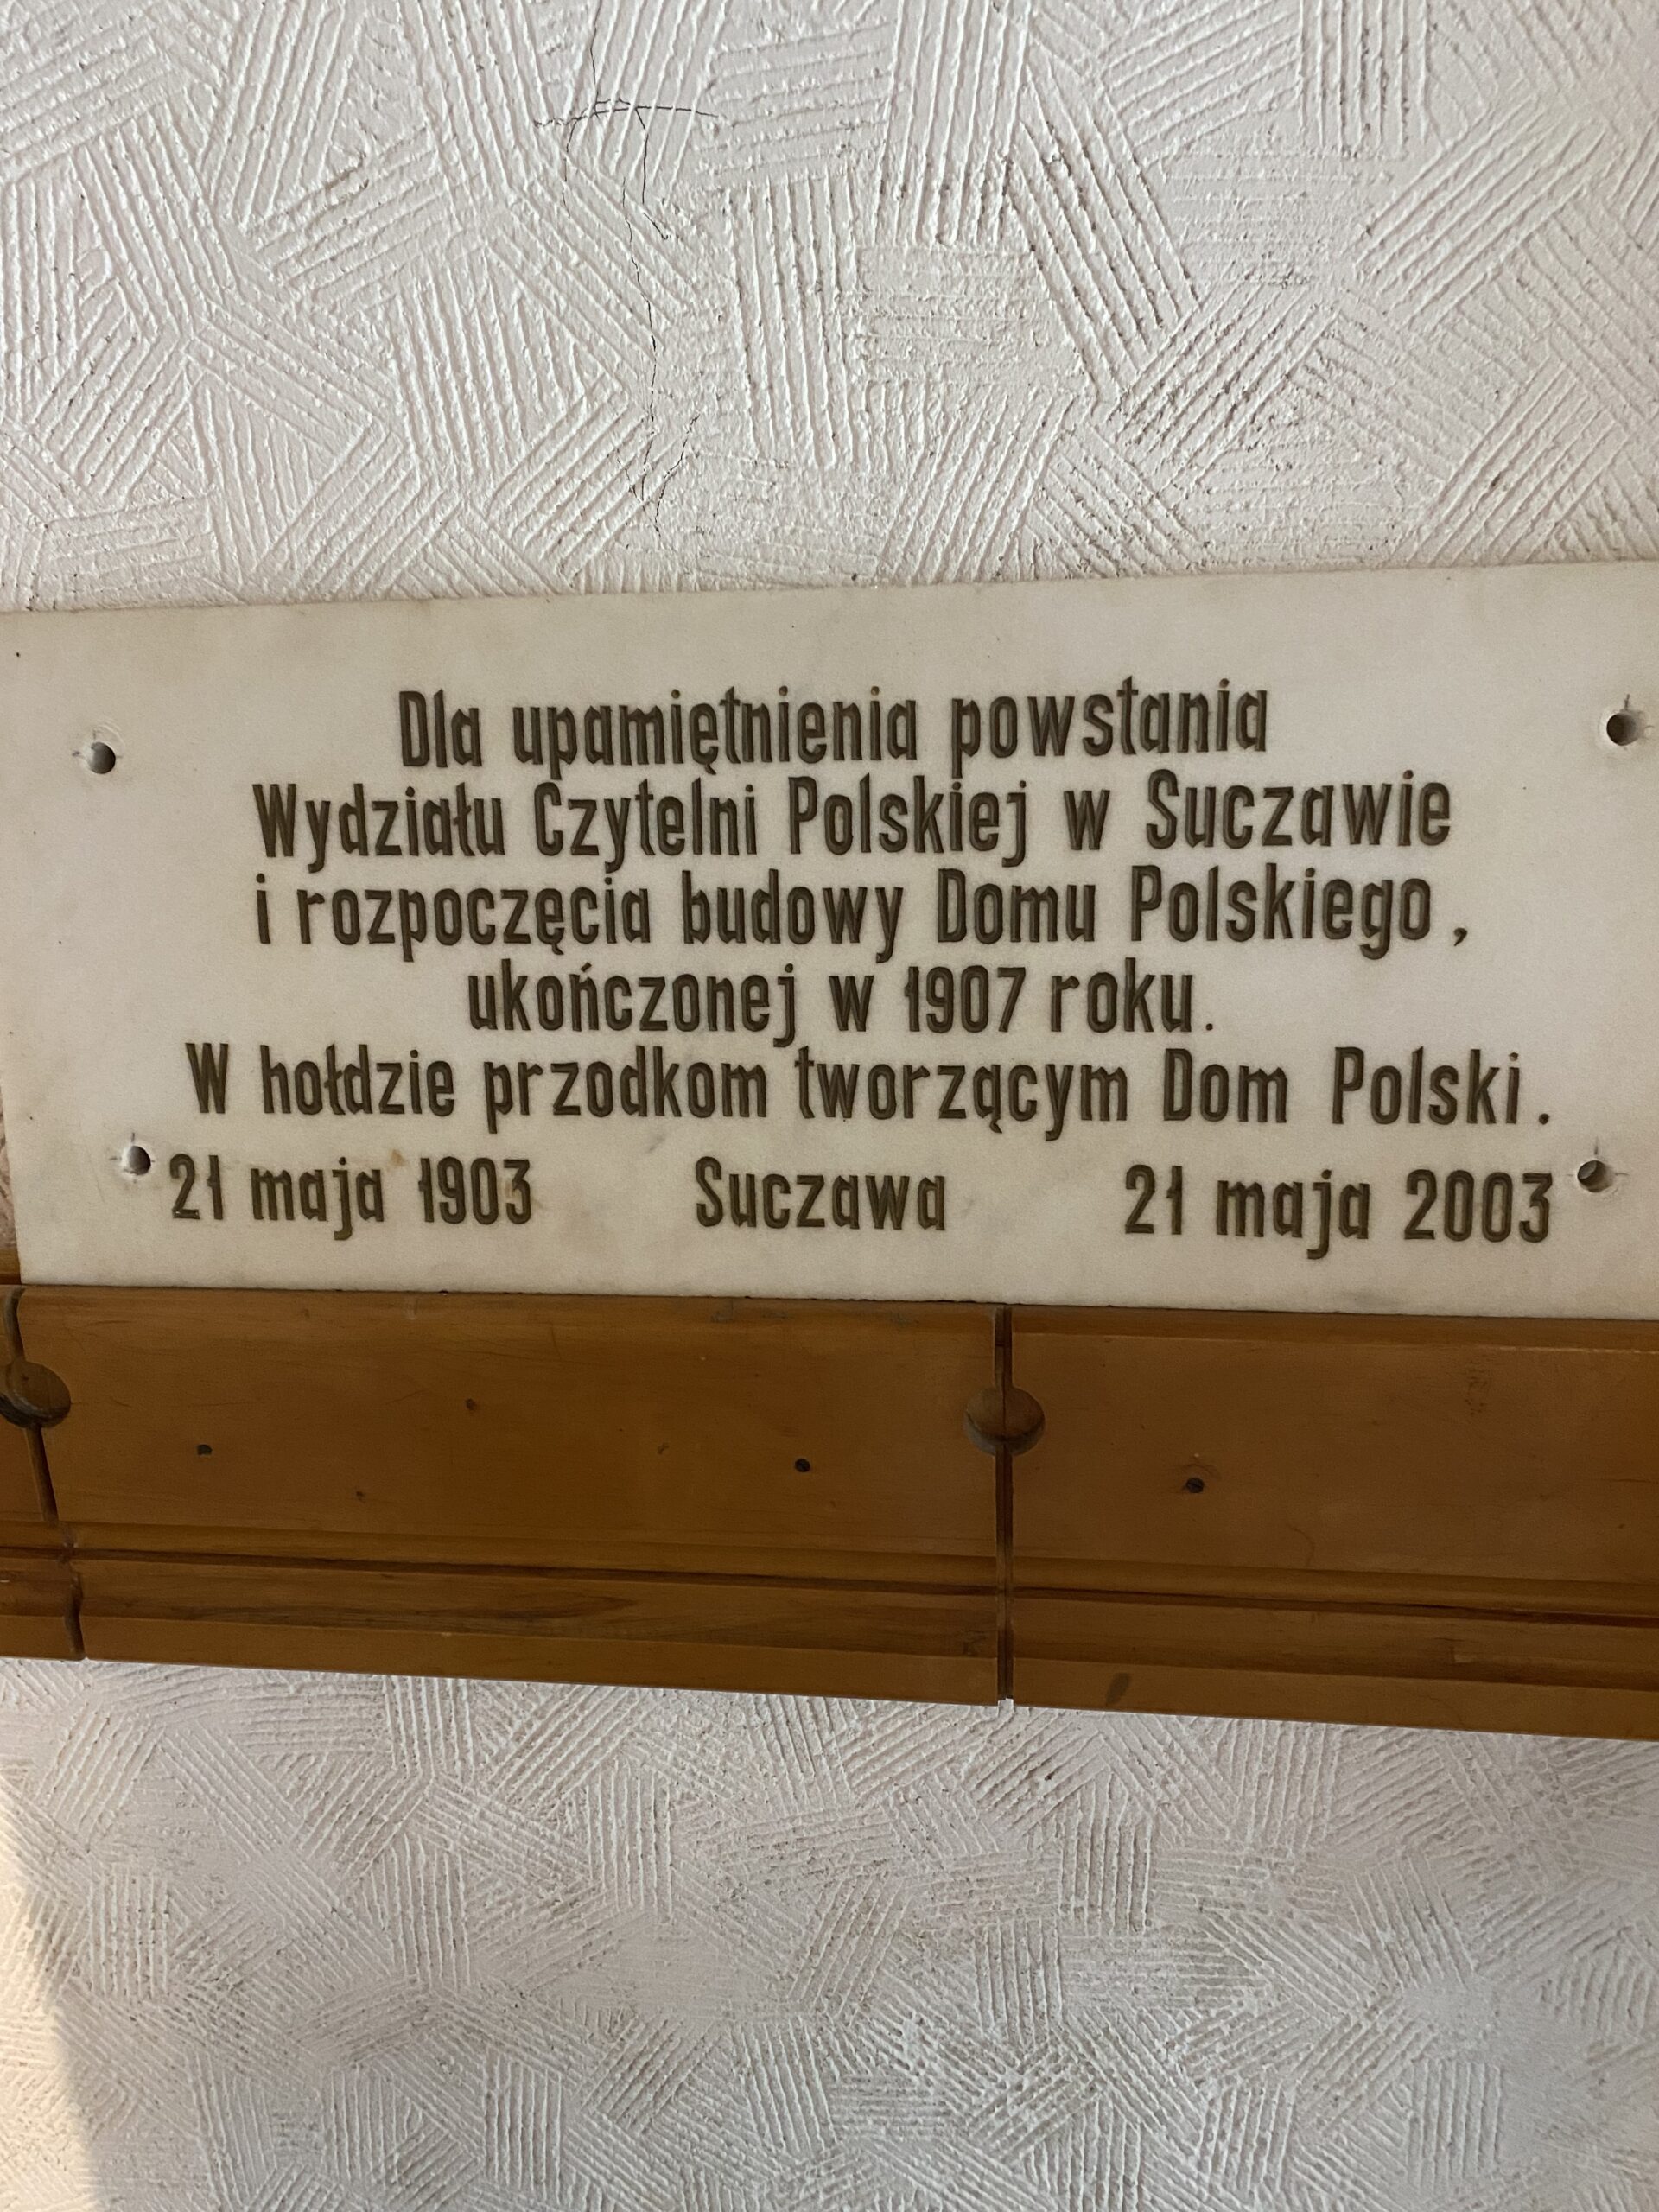 Dla upamiętnienia powstania
Wydziału Czytelni Polskiej w Suczawie
i rozpoczęcia budowy Domu Polskiego,
ukończonej w 1907 roku.
W hołdzie przodkom tworzącym Dom Polski.
21 maja 1903 Suczawa 21 maja 2003